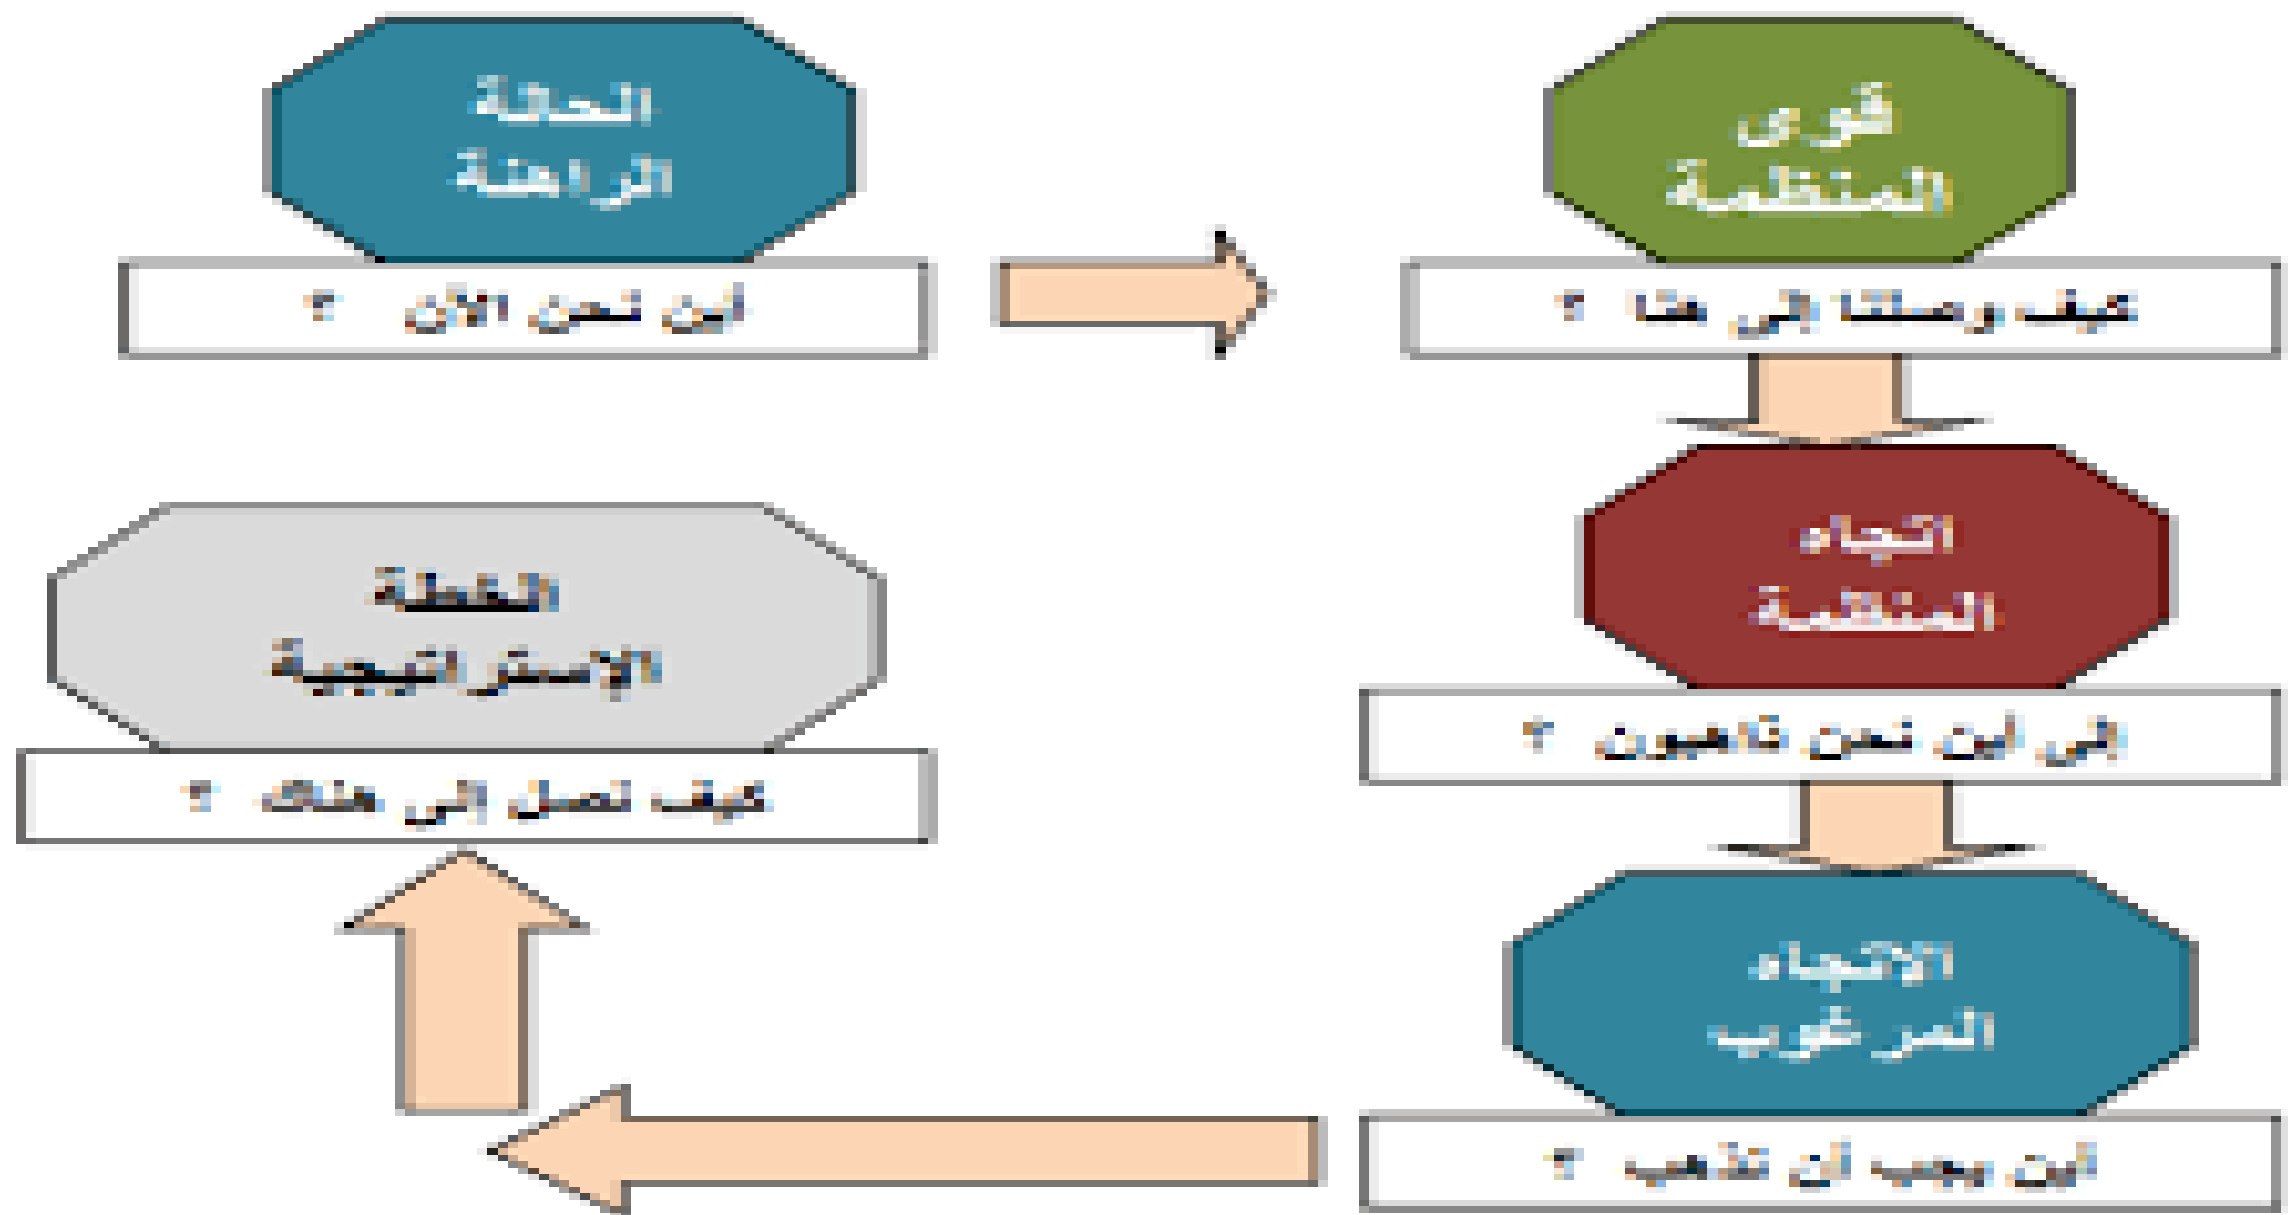 الحالة
الراهنة
أين نحن الآن ؟
قوى
المنظمة
كيف وصلنا إلى هنا ؟
اتجاه
المنظمة
إلى أين نحن ذاهبون ؟
الاتجاه
المرغوب
أين يجب أن نذهب ؟
الخطة
الإستراتيجية
كيف نصل إلى هناك ؟